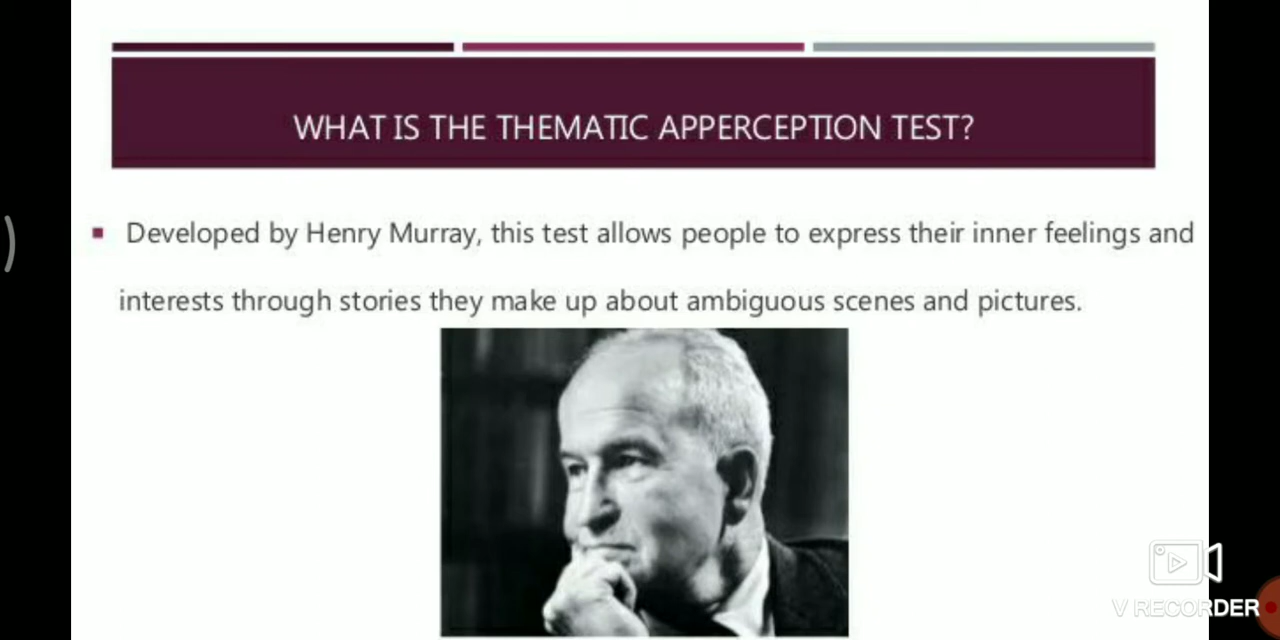 WHAT IS THE THEMATIC APPERCEPTION TEST?
Developed by Henry Murray, this test allows people to express their inner feelings and
interests through stories they make up about ambiguous scenes and pictures.
V RECORDER